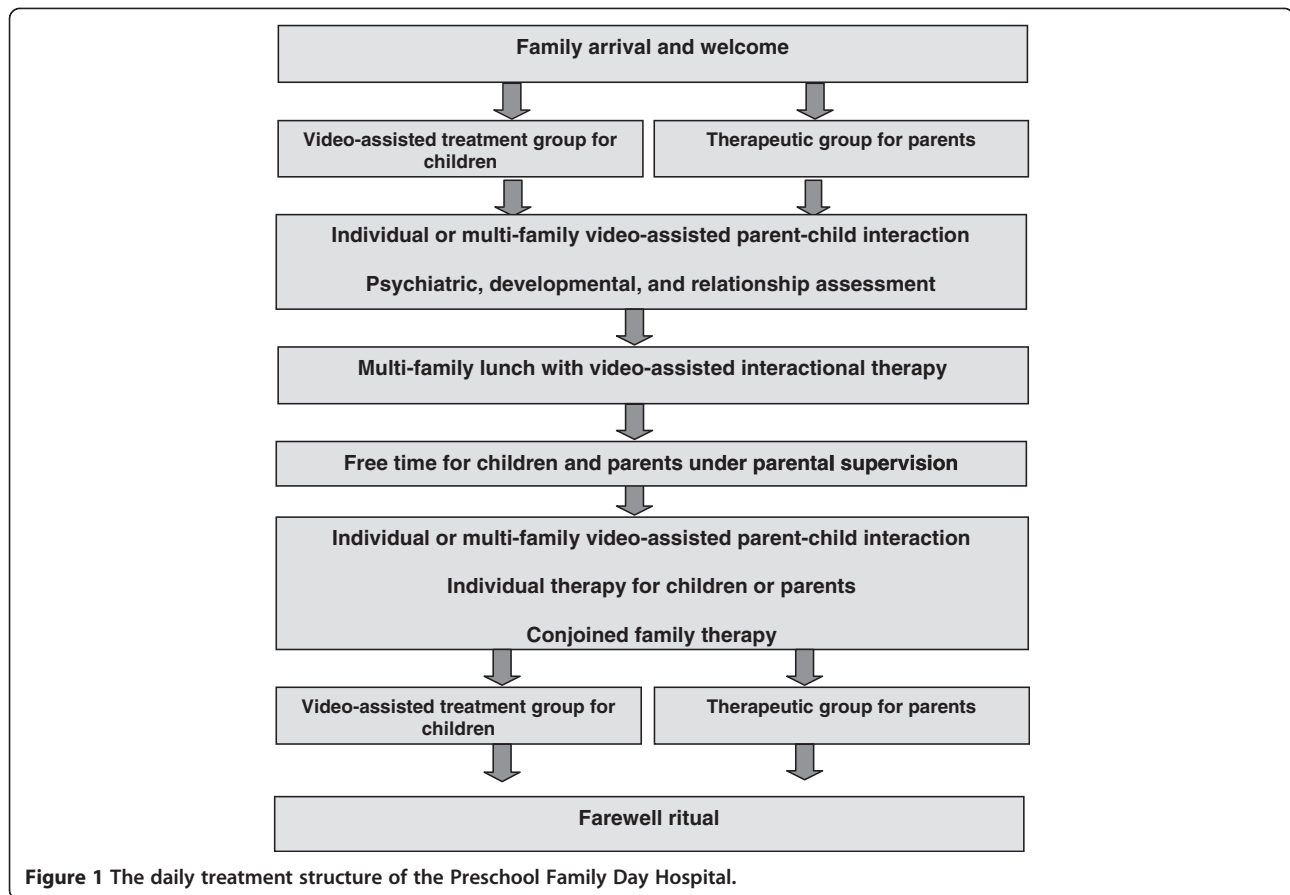 Family arrival and welcome
Video-assisted treatment group for
children
Therapeutic group for parents
Individual or multi-family video-assisted parent-child interaction
Psychiatric, developmental, and relationship assessment
Multi-family lunch with video-assisted interactional therapy
Free time for children and parents under parental supervision
Individual or multi-family video-assisted parent-child interaction
Individual therapy for children or parents
Conjoined family therapy
Video-assisted treatment group for
children
Therapeutic group for parents
Farewell ritual
Figure 1 The daily treatment structure of the Preschool Family Day Hospital.